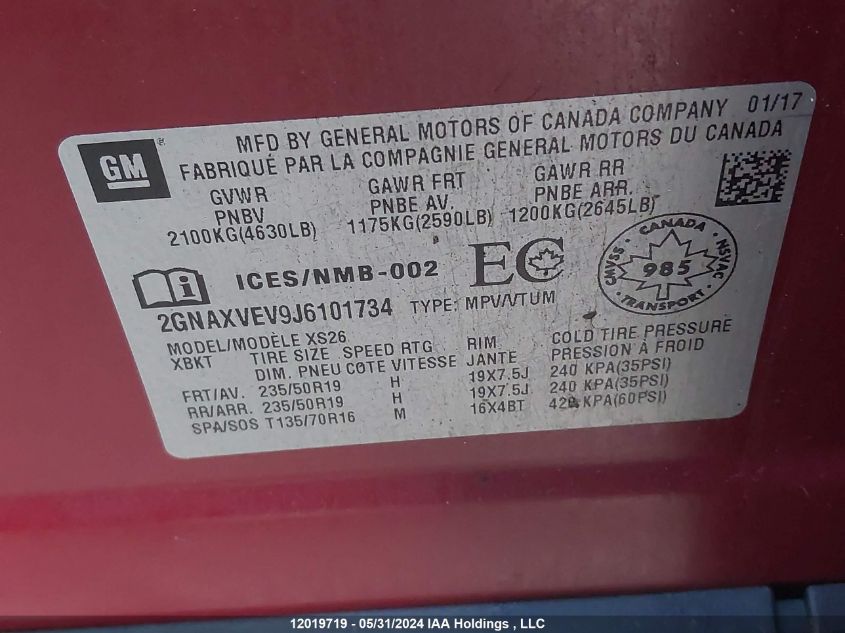 MFD BY GENERAL MOTORS OF CANADA COMPANY 01/17
FABRIQUÉ PAR LA COMPAGNIE GENERAL MOTORS DU CANADA
GM
GVWR GAWR FRT GAWR RR
PNBV PNBE AV. PNBE ARR.
2100KG(4630LB) 1175KG(2590LB) 1200KG(2645LB)
ICES/NMB-002 EC
CANADA
CMVSS 985 NSVAC
TRANSPORT
2GNAXVEV9J6101734 TYPE: MPV/VTUM
MODEL/MODÈLE XS26
XBKT TIRE SIZE SPEED RTG RIM COLD TIRE PRESSURE
DIM. PNEU COTE VITESSE JANTE PRESSION À FROID
FRT/AV. 235/50R19 H 19X7.5J 240 KPA(35PSI)
RR/ARR. 235/50R19 H 19X7.5J 240 KPA(35PSI)
SPA/SOS T135/70R16 M 16X4BT 420 KPA(60PSI)
12019719 - 05/31/2024 IAA Holdings , LLC